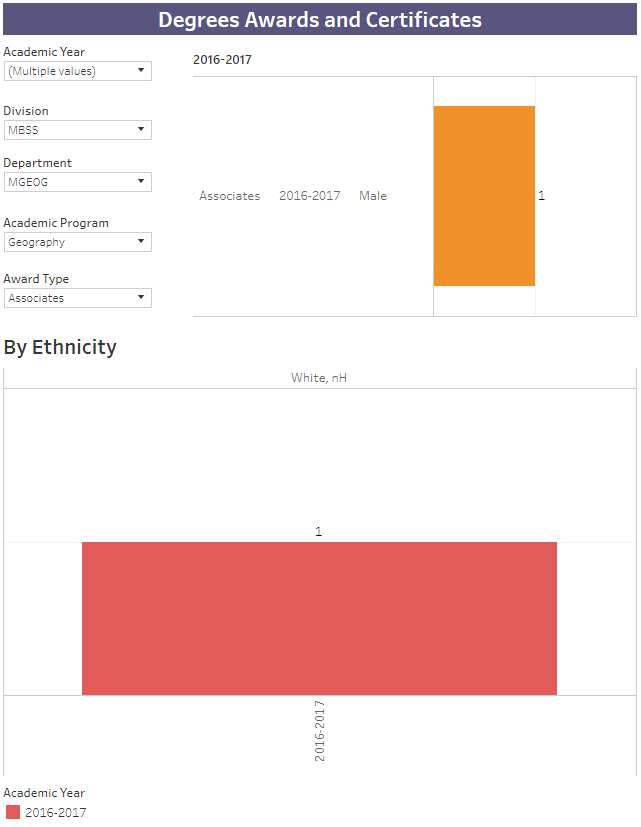 Degrees Awards and Certificates
Academic Year
(Multiple values)
Division
MBSS
Department
MGEOG
Academic Program
Geography
Award Type
Associates
2016-2017
Associates 2016-2017 Male 1
By Ethnicity
White, nH
1
2016-2017
Academic Year
2016-2017